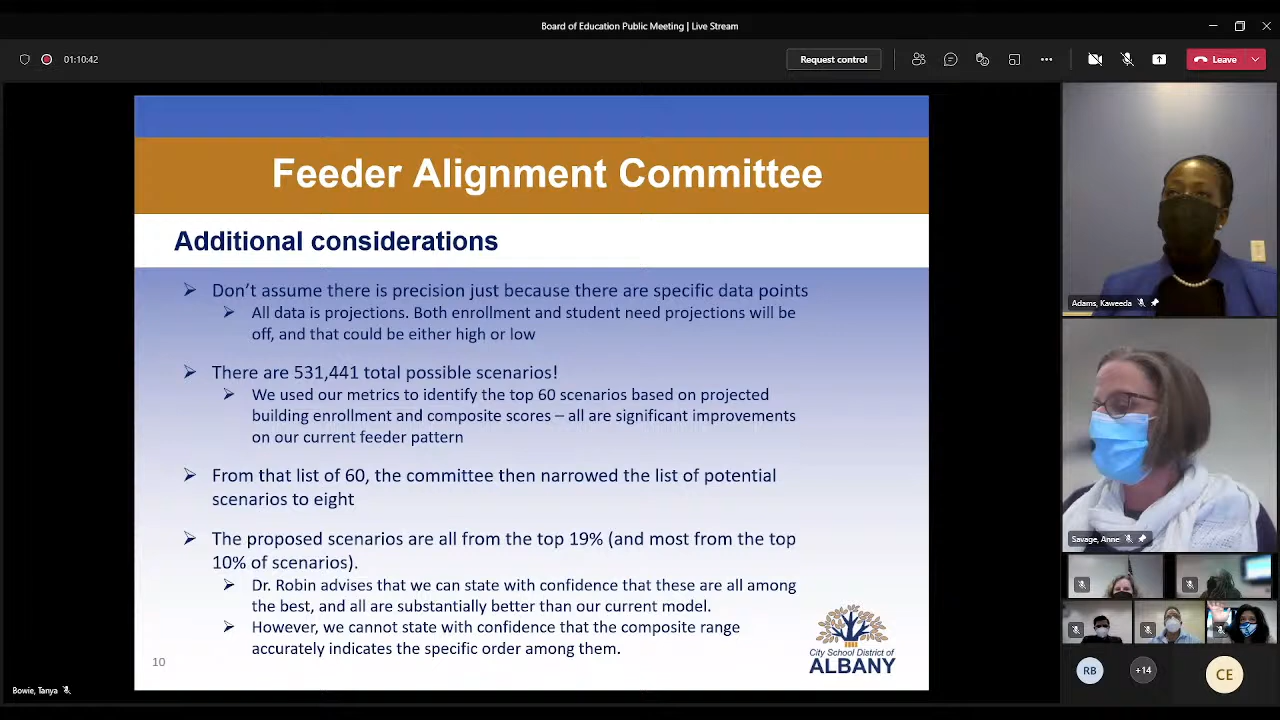 Board of Education Public Meeting | Live Stream
01:10:42
Request control
Leave
Feeder Alignment Committee
Additional considerations
Don't assume there is precision just because there are specific data points
All data is projections. Both enrollment and student need projections will be
off, and that could be either high or low
There are 531,441 total possible scenarios!
We used our metrics to identify the top 60 scenarios based on projected
building enrollment and composite scores – all are significant improvements
on our current feeder pattern
From that list of 60, the committee then narrowed the list of potential
scenarios to eight
The proposed scenarios are all from the top 19% (and most from the top
10% of scenarios).
Dr. Robin advises that we can state with confidence that these are all among
the best, and all are substantially better than our current model.
However, we cannot state with confidence that the composite range
accurately indicates the specific order among them.
10
City School District of
ALBANY
Bowie, Tanya
Adams, Kaweeda
Savage, Anne
RB
+14
CE